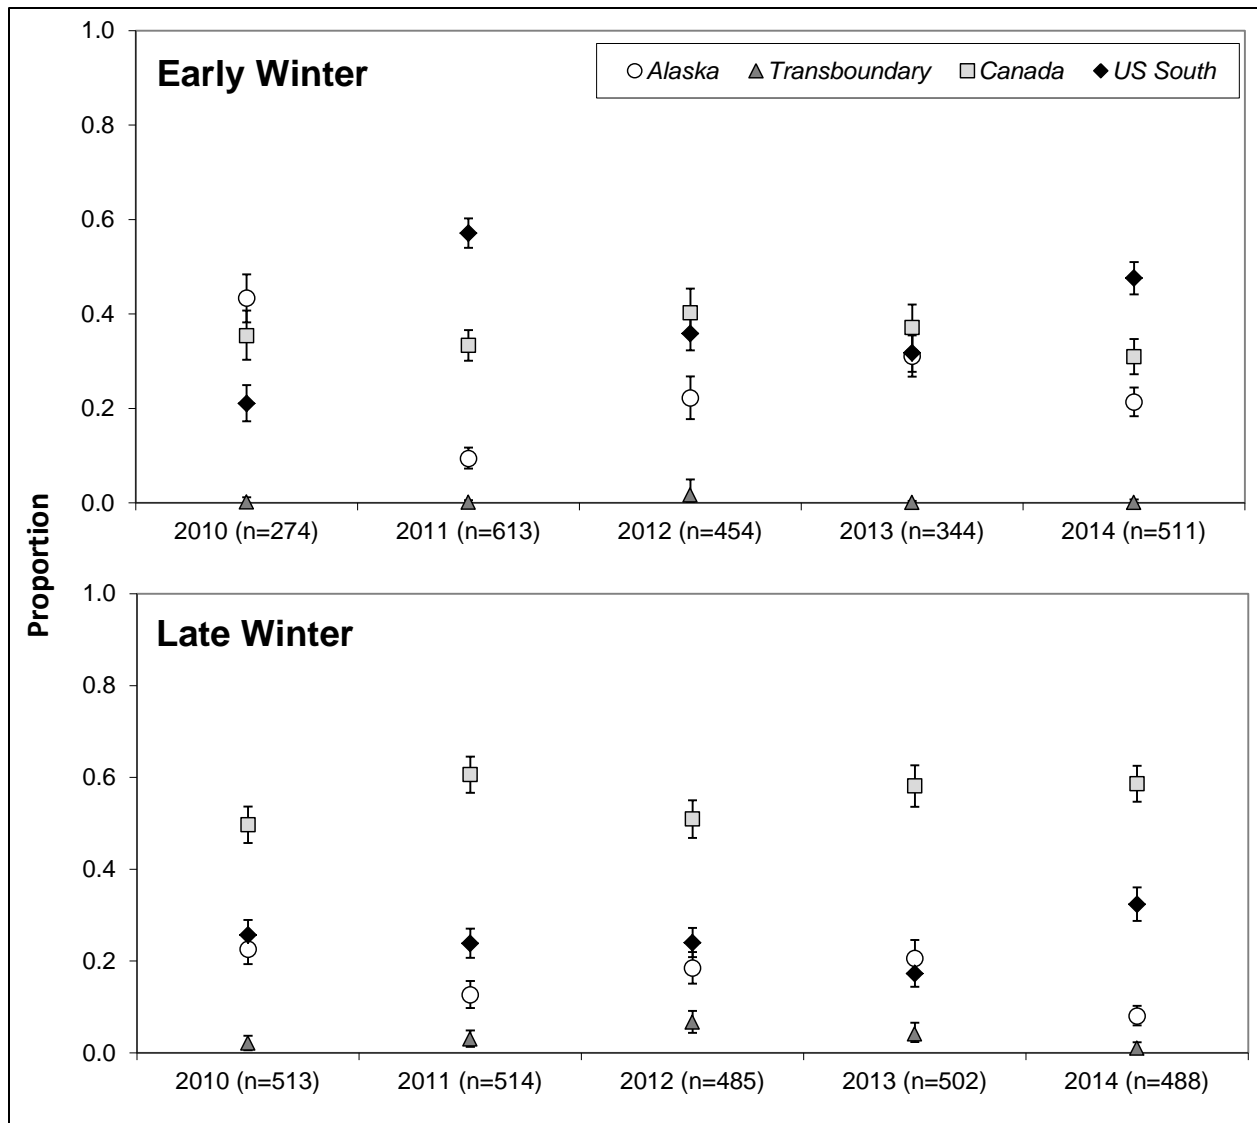 Early Winter
Alaska Transboundary Canada US South
1.0
0.8
0.6
0.4
0.2
0.0
2010 (n=274) 2011 (n=613) 2012 (n=454) 2013 (n=344) 2014 (n=511)
Proportion
Late Winter
1.0
0.8
0.6
0.4
0.2
0.0
2010 (n=513) 2011 (n=514) 2012 (n=485) 2013 (n=502) 2014 (n=488)